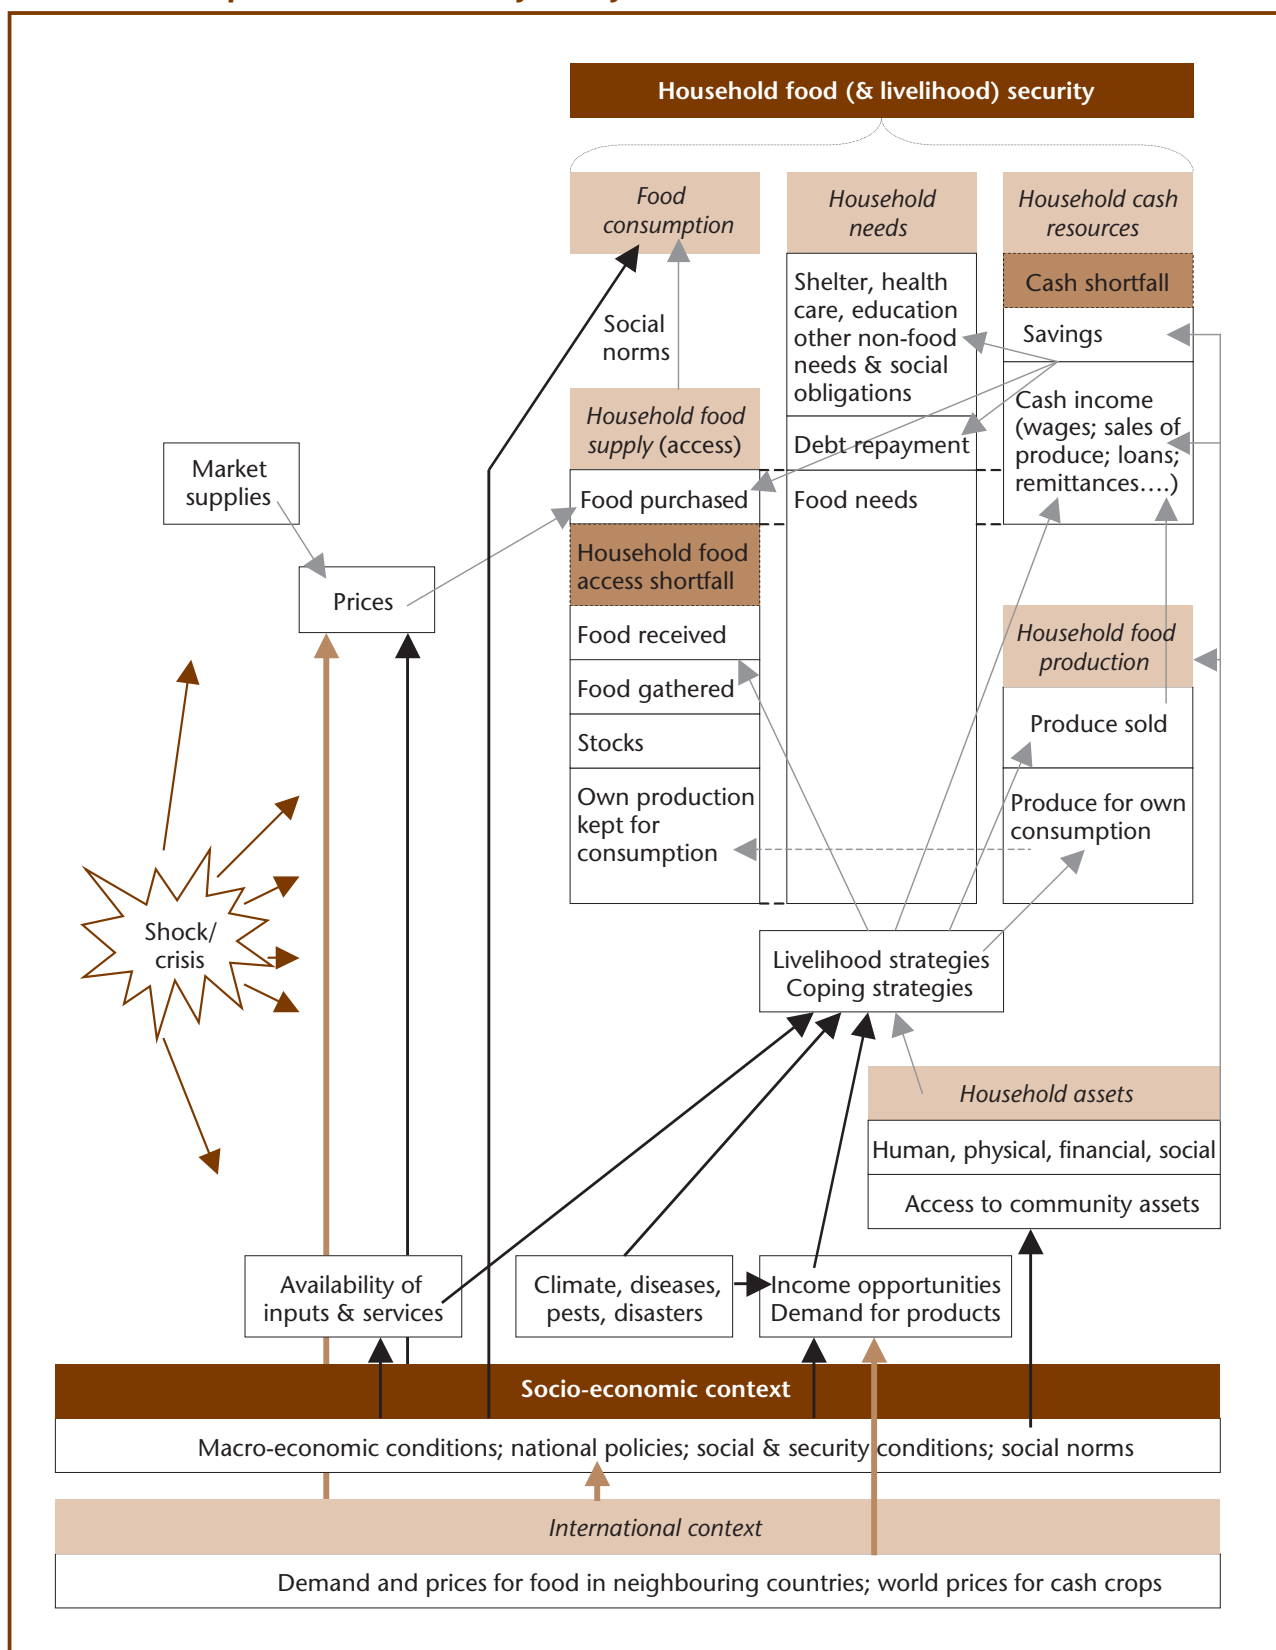 Household food (& livelihood) security
Food
consumption
Household
needs
Household cash
resources
Shelter, health
care, education
other non-food
needs & social
obligations
Cash shortfall
Savings
Social
norms
Cash income
(wages; sales of
produce; loans;
remittances....)
Household food
supply (access)
Debt repayment
Market
supplies
Food purchased
Food needs
Household food
access shortfall
Prices
Food received
Household food
production
Food gathered
Produce sold
Stocks
Own production
kept for
consumption
Produce for own
consumption
Shock/
crisis
Livelihood strategies
Coping strategies
Household assets
Human, physical, financial, social
Access to community assets
Availability of
inputs & services
Climate, diseases,
pests, disasters
Income opportunities
Demand for products
Socio-economic context
Macro-economic conditions; national policies; social & security conditions; social norms
International context
Demand and prices for food in neighbouring countries; world prices for cash crops